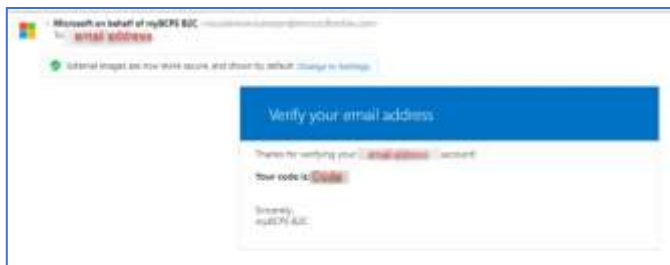 Microsoft on behalf of myBCPE B2C
To: email address
External images are now more secure, and shown by default. Change in Settings
Verify your email address
Thanks for verifying your email address account!
Your code is: Code
Sincerely,
myBCPE B2C